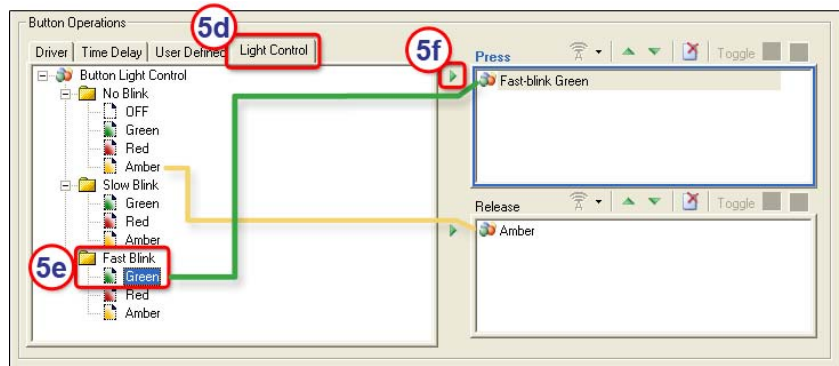 Button Operations
5d
5f
Driver Time Delay User Defined Light Control
Press
Toggle
Button Light Control
No Blink
OFF
Green
Red
Amber
Slow Blink
Green
Red
Amber
5e
Fast Blink
Green
Red
Amber
Fast-blink Green
Release
Toggle
Amber